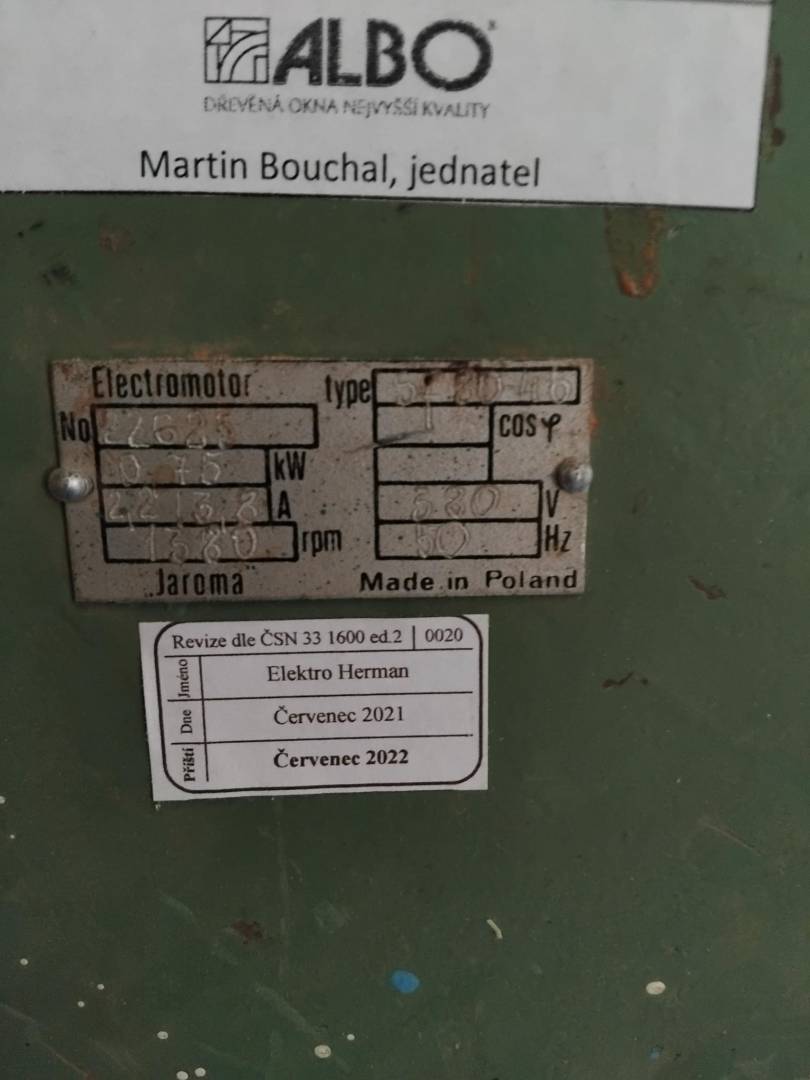 ALBO
DŘEVĚNÁ OKNA NEJVYŠŠÍ KVALITY
Martin Bouchal, jednatel
Electromotor type
No
0,75 kW cosφ
A V
rpm 50 Hz
„Jaroma” Made in Poland
Revize dle ČSN 33 1600 ed.2 | 0020
Jméno Elektro Herman
Dne Červenec 2021
Příští Červenec 2022